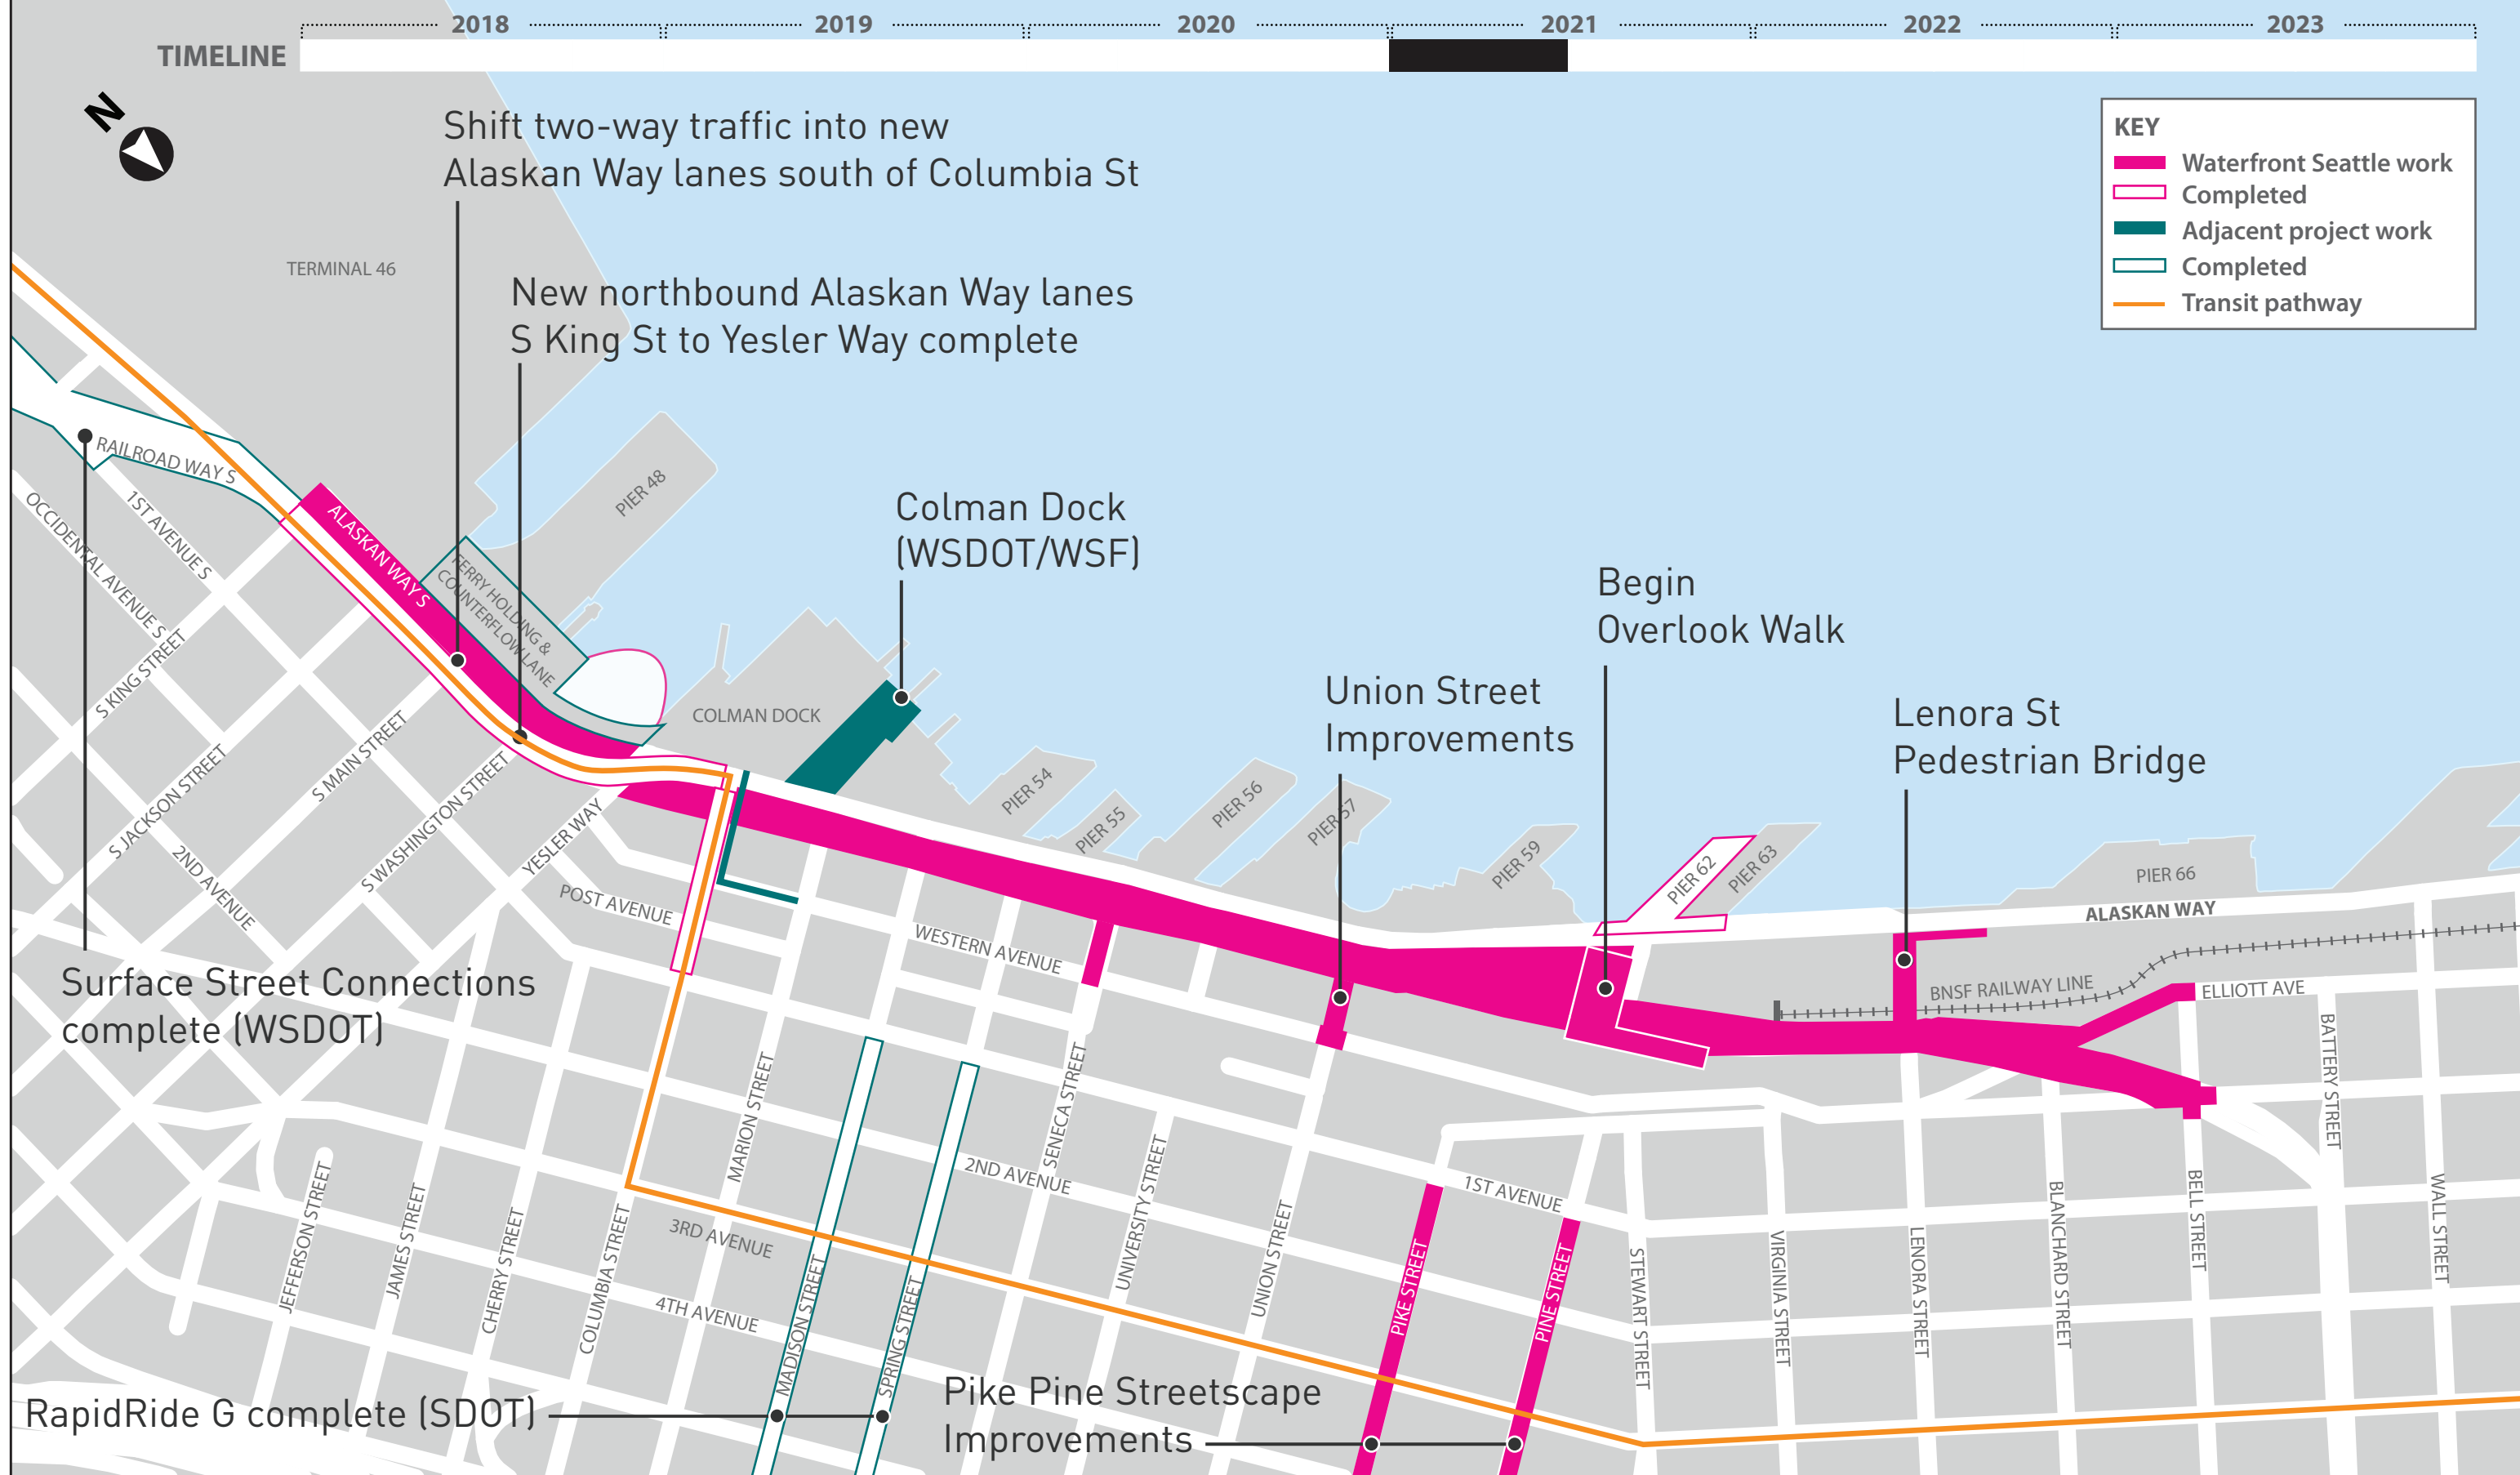 2018 2019 2020 2021 2022 2023
TIMELINE
N
Shift two-way traffic into new
Alaskan Way lanes south of Columbia St
KEY
Waterfront Seattle work
Completed
Adjacent project work
Completed
Transit pathway
TERMINAL 46
New northbound Alaskan Way lanes
S King St to Yesler Way complete
RAILROAD WAY S
OCCIDENTAL AVENUE S
1ST AVENUE S
ALASKAN WAY S
PIER 48
FERRY HOLDING &
COUNTERFLOW LANE
Colman Dock
(WSDOT/WSF)
COLMAN DOCK
Begin
Overlook Walk
Union Street
Improvements
Lenora St
Pedestrian Bridge
S KING STREET
ET
S JACKSON STREET
S MAIN STREET
S WASHINGTON STREET
YESLER WAY
2ND AVENUE
POST AVENUE
WESTERN AVENUE
PIER 54
PIER 55
PIER 56
PIER 57
PIER 59
PIER 62
PIER 63
PIER 66
ALASKAN WAY
BNSF RAILWAY LINE
ELLIOTT AVE
Surface Street Connections
complete (WSDOT)
JEFFERSON STREET
JAMES STREET
CHERRY STREET
COLUMBIA STREET
MARION STREET
MADISON STREET
SPRING STREET
SENECA STREET
UNIVERSITY STREET
UNION STREET
PIKE STREET
PINE STREET
STEWART STREET
VIRGINIA STREET
LENORA STREET
BLANCHARD STREET
BELL STREET
BATTERY STREET
WALL STREET
1ST AVENUE
2ND AVENUE
3RD AVENUE
4TH AVENUE
RapidRide G complete (SDOT)
Pike Pine Streetscape
Improvements